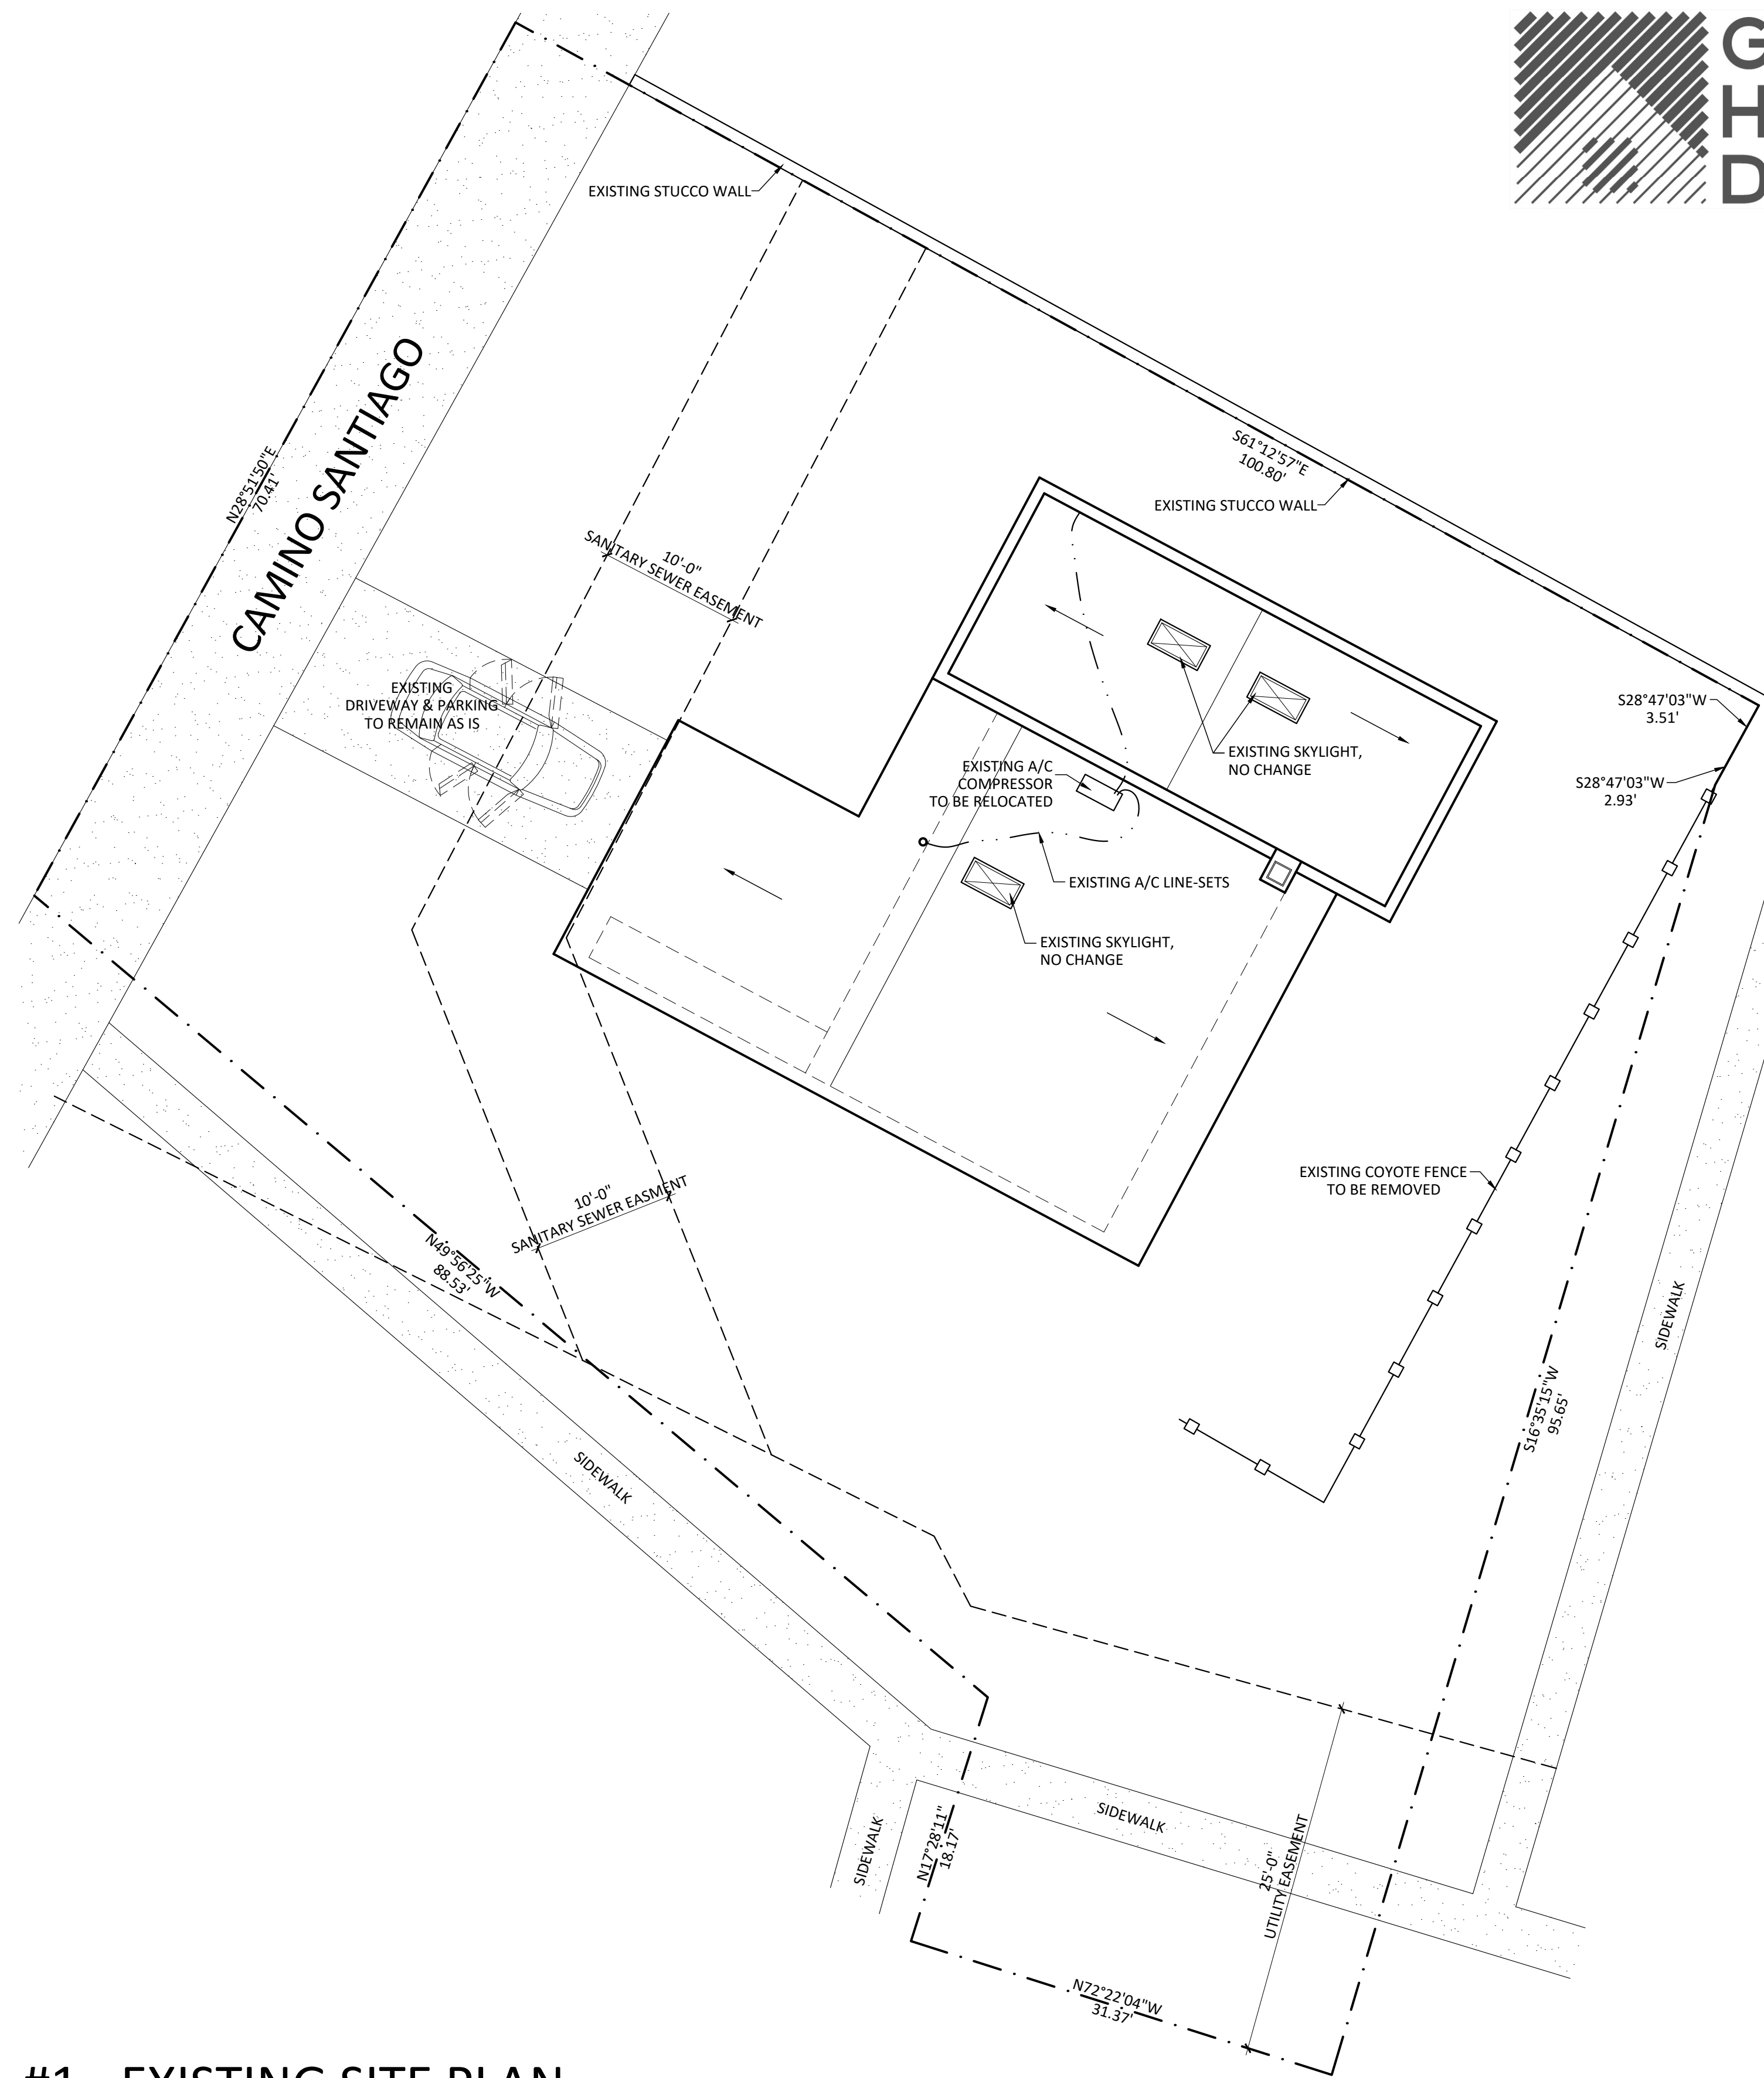 G
H
D
EXISTING STUCCO WALL
CAMINO SANTIAGO
N28°51'50"E
70.41'
S61°12'57"E
100.80'
EXISTING STUCCO WALL
10'-0"
SANITARY SEWER EASEMENT
EXISTING
DRIVEWAY & PARKING
TO REMAIN AS IS
S28°47'03"W
3.51'
EXISTING SKYLIGHT,
NO CHANGE
EXISTING A/C
COMPRESSOR
TO BE RELOCATED
S28°47'03"W
2.93'
EXISTING A/C LINE-SETS
EXISTING SKYLIGHT,
NO CHANGE
EXISTING COYOTE FENCE
TO BE REMOVED
10'-0"
SANITARY SEWER EASMENT
N49°56'25"W
88.53'
SIDEWALK
S16°35'15"W
95.65'
SIDEWALK
SIDEWALK
SIDEWALK
N17°28'11"
18.17'
25'-0"
UTILITY EASEMENT
N72°22'04"W
31.37'
#1 EXISTING SITE PLAN